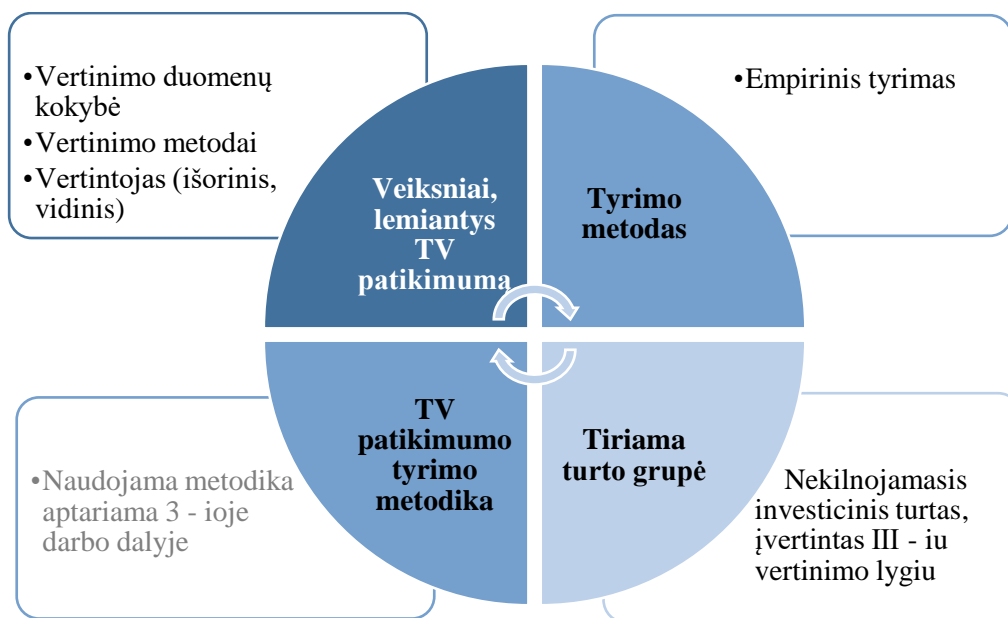 •Vertinimo duomenų
kokybė
•Vertinimo metodai
•Vertintojas (išorinis,
vidinis)
Veiksniai,
lemiantys
TV
patikimumą
•Empirinis tyrimas
Tyrimo
metodas
•Naudojama metodika
aptariama 3 - ioje
darbo dalyje
TV
patikimumo
tyrimo
metodika
Tiriama
turto grupė
Nekilnojamasis
investicinis turtas,
įvertintas III - iu
vertinimo lygiu